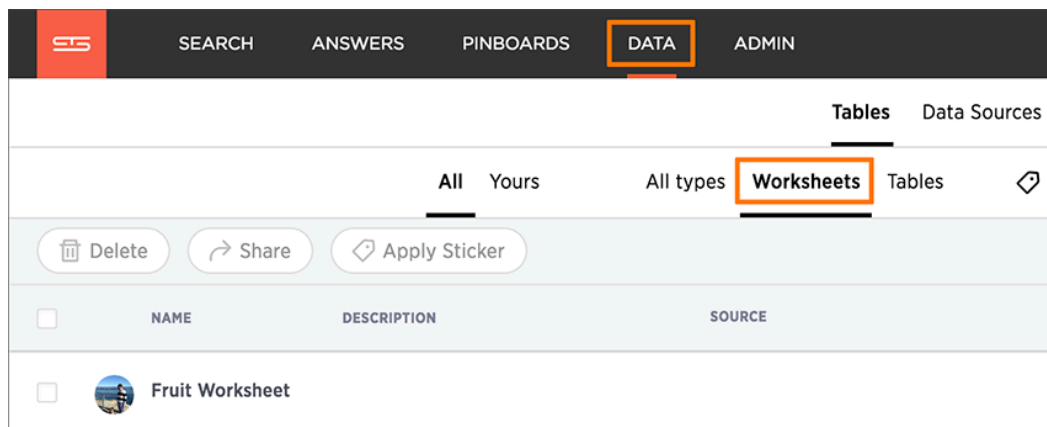 SEARCH ANSWERS PINBOARDS DATA ADMIN
Tables Data Sources
All Yours All types Worksheets Tables
Delete Share Apply Sticker
NAME DESCRIPTION SOURCE
Fruit Worksheet